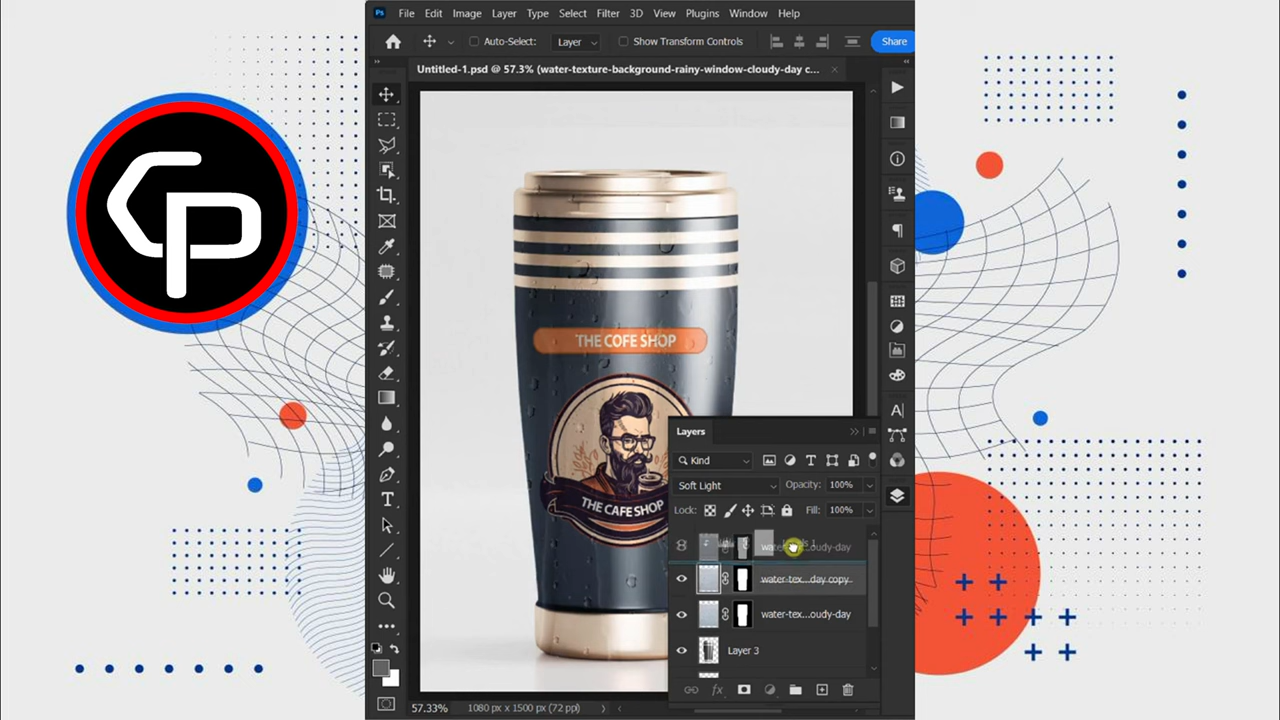 CP
Ps File Edit Image Layer Type Select Filter 3D View Plugins Window Help
Auto-Select: Layer Show Transform Controls Share
Untitled-1.psd @ 57.3% (water-texture-background-rainy-window-cloudy-day c...
THE COFE SHOP
THE CAFE SHOP
Layers
Kind
Soft Light Opacity: 100%
Lock: Fill: 100%
water-tex...day copy
water-tex...oudy-day
Layer 3
57.33% 1080 px x 1500 px (72 ppi)